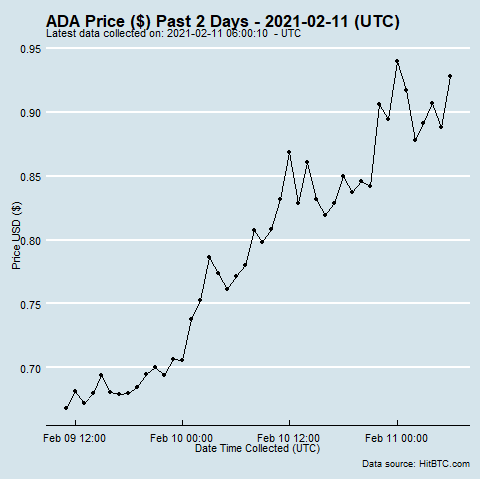 ADA Price ($) Past 2 Days - 2021-02-11 (UTC)
Latest data collected on: 2021-02-11 06:00:10 - UTC
0.95
0.90
0.85
0.80
0.75
0.70
Price USD ($)
Feb 09 12:00 Feb 10 00:00 Feb 10 12:00 Feb 11 00:00
Date Time Collected (UTC)
Data source: HitBTC.com